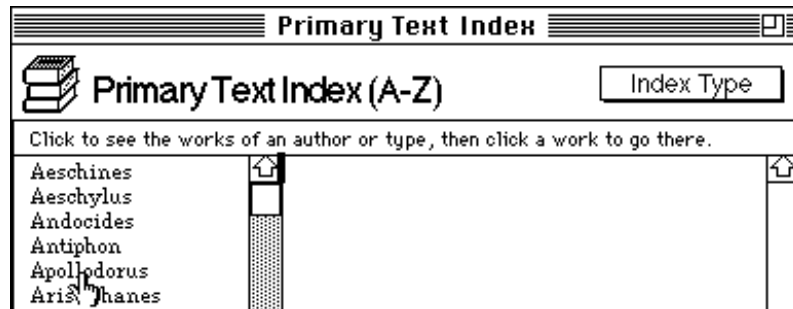 Primary Text Index
Primary Text Index (A-Z)
Index Type
Click to see the works of an author or type, then click a work to go there.
Aeschines
Aeschylus
Andocides
Antiphon
Apollodorus
Aristophanes